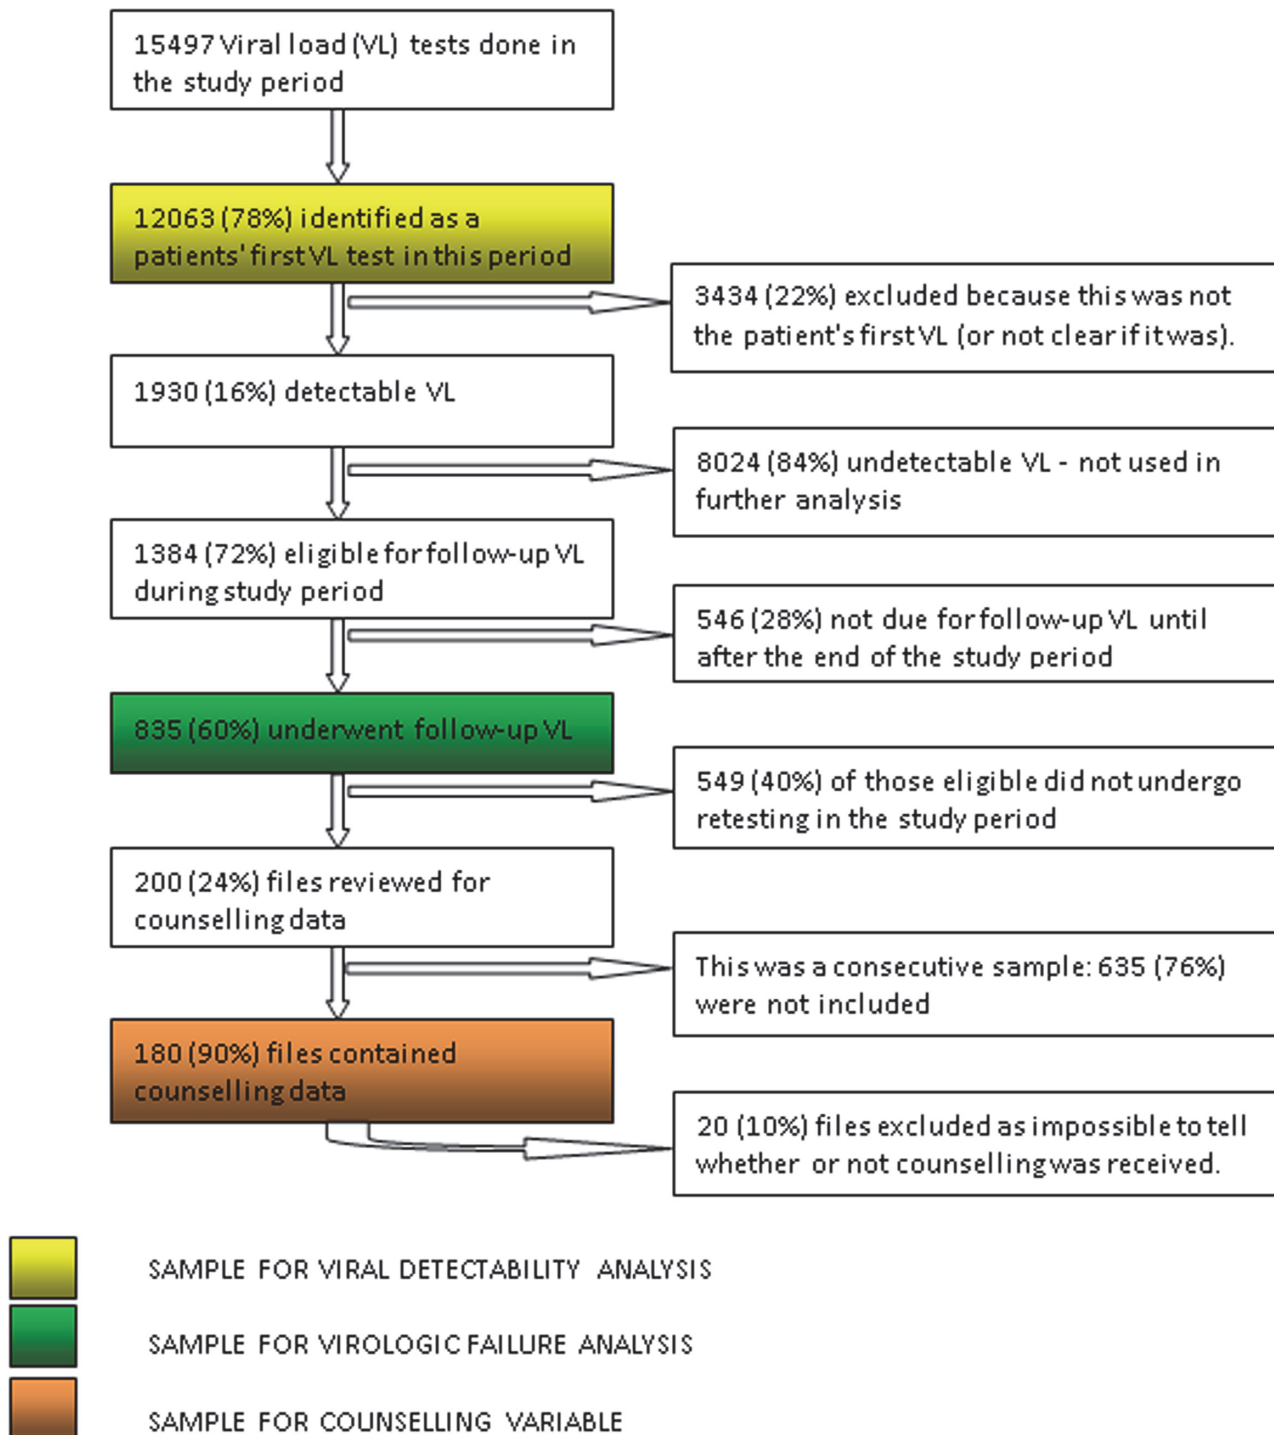 15497 Viral load (VL) tests done in
the study period
12063 (78%) identified as a
patients' first VL test in this period
3434 (22%) excluded because this was not
the patient's first VL (or not clear if it was).
1930 (16%) detectable VL
8024 (84%) undetectable VL - not used in
further analysis
1384 (72%) eligible for follow-up VL
during study period
546 (28%) not due for follow-up VL until
after the end of the study period
835 (60%) underwent follow-up VL
549 (40%) of those eligible did not undergo
retesting in the study period
200 (24%) files reviewed for
counselling data
This was a consecutive sample: 635 (76%)
were not included
180 (90%) files contained
counselling data
20 (10%) files excluded as impossible to tell
whether or not counselling was received.
SAMPLE FOR VIRAL DETECTABILITY ANALYSIS
SAMPLE FOR VIROLOGIC FAILURE ANALYSIS
SAMPLE FOR COUNSELLING VARIABLE